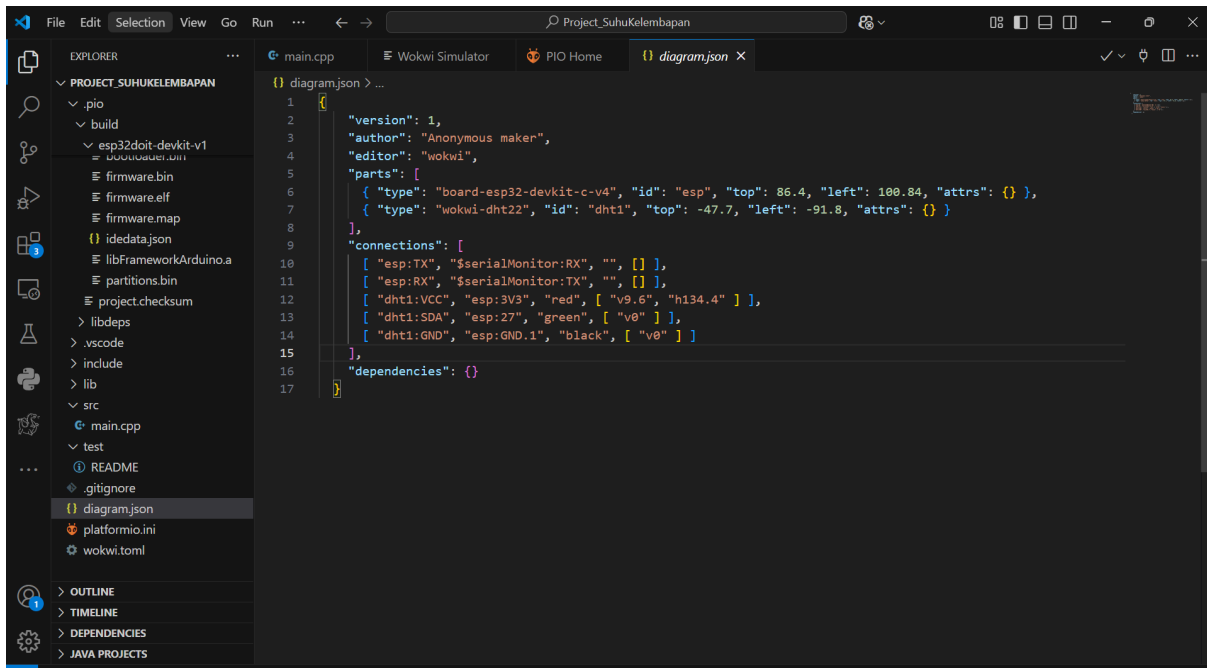 File Edit Selection View Go Run ··· Project_SuhuKelembapan
EXPLORER ···
PROJECT_SUHUKELEMBAPAN
.pio
build
esp32doit-devkit-v1
bootloader.bin
firmware.bin
firmware.elf
firmware.map
{} idedata.json
libFrameworkArduino.a
partitions.bin
project.checksum
libdeps
.vscode
include
lib
src
main.cpp
test
README
.gitignore
{} diagram.json
platformio.ini
wokwi.toml
OUTLINE
TIMELINE
DEPENDENCIES
JAVA PROJECTS
3
1
main.cpp Wokwi Simulator PIO Home {} diagram.json
{} diagram.json > ...
1 {
2 "version": 1,
3 "author": "Anonymous maker",
4 "editor": "wokwi",
5 "parts": [
6 { "type": "board-esp32-devkit-c-v4", "id": "esp", "top": 86.4, "left": 100.84, "attrs": {} },
7 { "type": "wokwi-dht22", "id": "dht1", "top": -47.7, "left": -91.8, "attrs": {} }
8 ],
9 "connections": [
10 [ "esp:TX", "$serialMonitor:RX", "", [] ],
11 [ "esp:RX", "$serialMonitor:TX", "", [] ],
12 [ "dht1:VCC", "esp:3V3", "red", [ "v9.6", "h134.4" ] ],
13 [ "dht1:SDA", "esp:27", "green", [ "v0" ] ],
14 [ "dht1:GND", "esp:GND.1", "black", [ "v0" ] ]
15 ],
16 "dependencies": {}
17 }